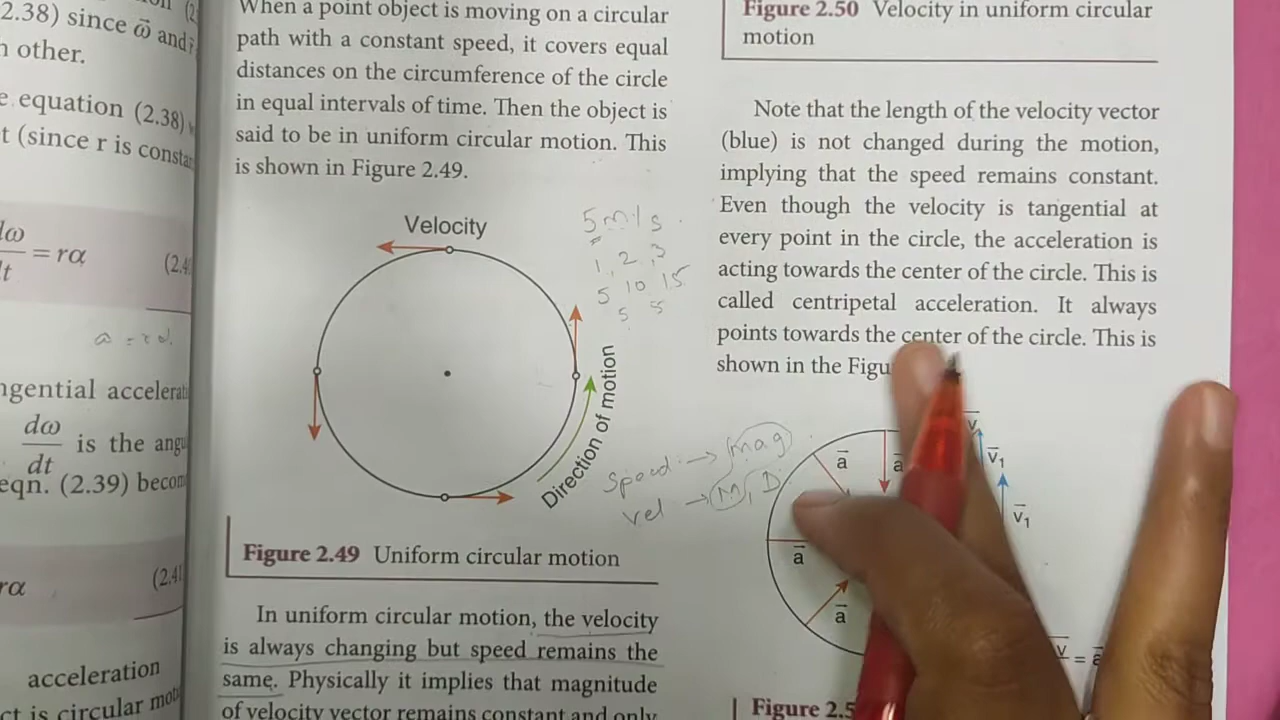 2.38) since ω⃗ and
n other.
equation (2.38)
t (since r is constan
dω
= rα
(2.4
a = rα
ngential accelerati
dω
dt
is the angu
eqn. (2.39) becom
rα
(2.41
acceleration
ct is circular mot
When a point object is moving on a circular
path with a constant speed, it covers equal
distances on the circumference of the circle
in equal intervals of time. Then the object is
said to be in uniform circular motion. This
is shown in Figure 2.49.
Velocity
5 m/s
1, 2, 3
5 10 15
5 5
Direction of motion
Speed → mag
vel → M, D
Figure 2.49 Uniform circular motion
In uniform circular motion, the velocity
is always changing but speed remains the
same. Physically it implies that magnitude
of velocity vector remains constant and only
Figure 2.50 Velocity in uniform circular
motion
Note that the length of the velocity vector
(blue) is not changed during the motion,
implying that the speed remains constant.
Even though the velocity is tangential at
every point in the circle, the acceleration is
acting towards the center of the circle. This is
called centripetal acceleration. It always
points towards the center of the circle. This is
shown in the Figu
a⃗
a⃗
v⃗
v⃗₁
v⃗₁
a⃗
a⃗
v⃗ = a⃗
Figure 2.5